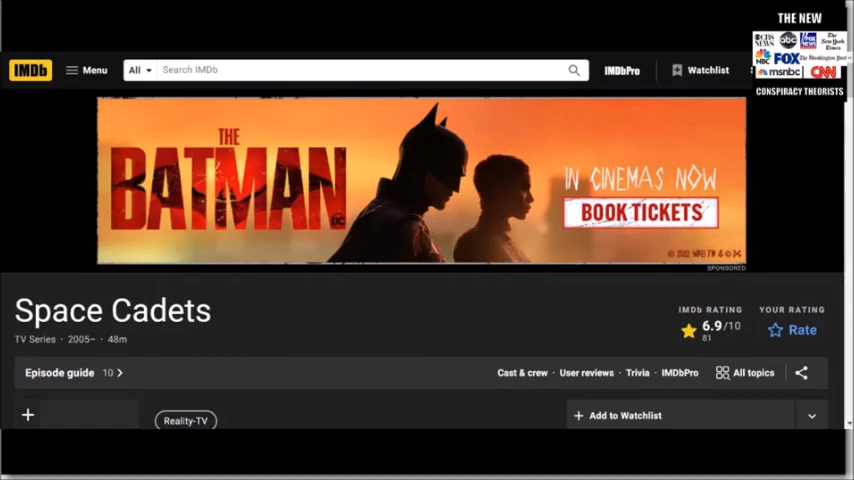 THE NEW
CBS NEWS abc FOX NEWS The New York Times
NBC FOX The Washington Post
msnbc CNN
CONSPIRACY THEORISTS
IMDb Menu All Search IMDb IMDbPro Watchlist
THE BATMAN
DC
IN CINEMAS NOW
BOOK TICKETS
SPONSORED
Space Cadets
TV Series · 2005– · 48m
IMDb RATING YOUR RATING
6.9/10 Rate
81
Episode guide 10
Cast & crew · User reviews · Trivia · IMDbPro All topics
+
Reality-TV
+ Add to Watchlist